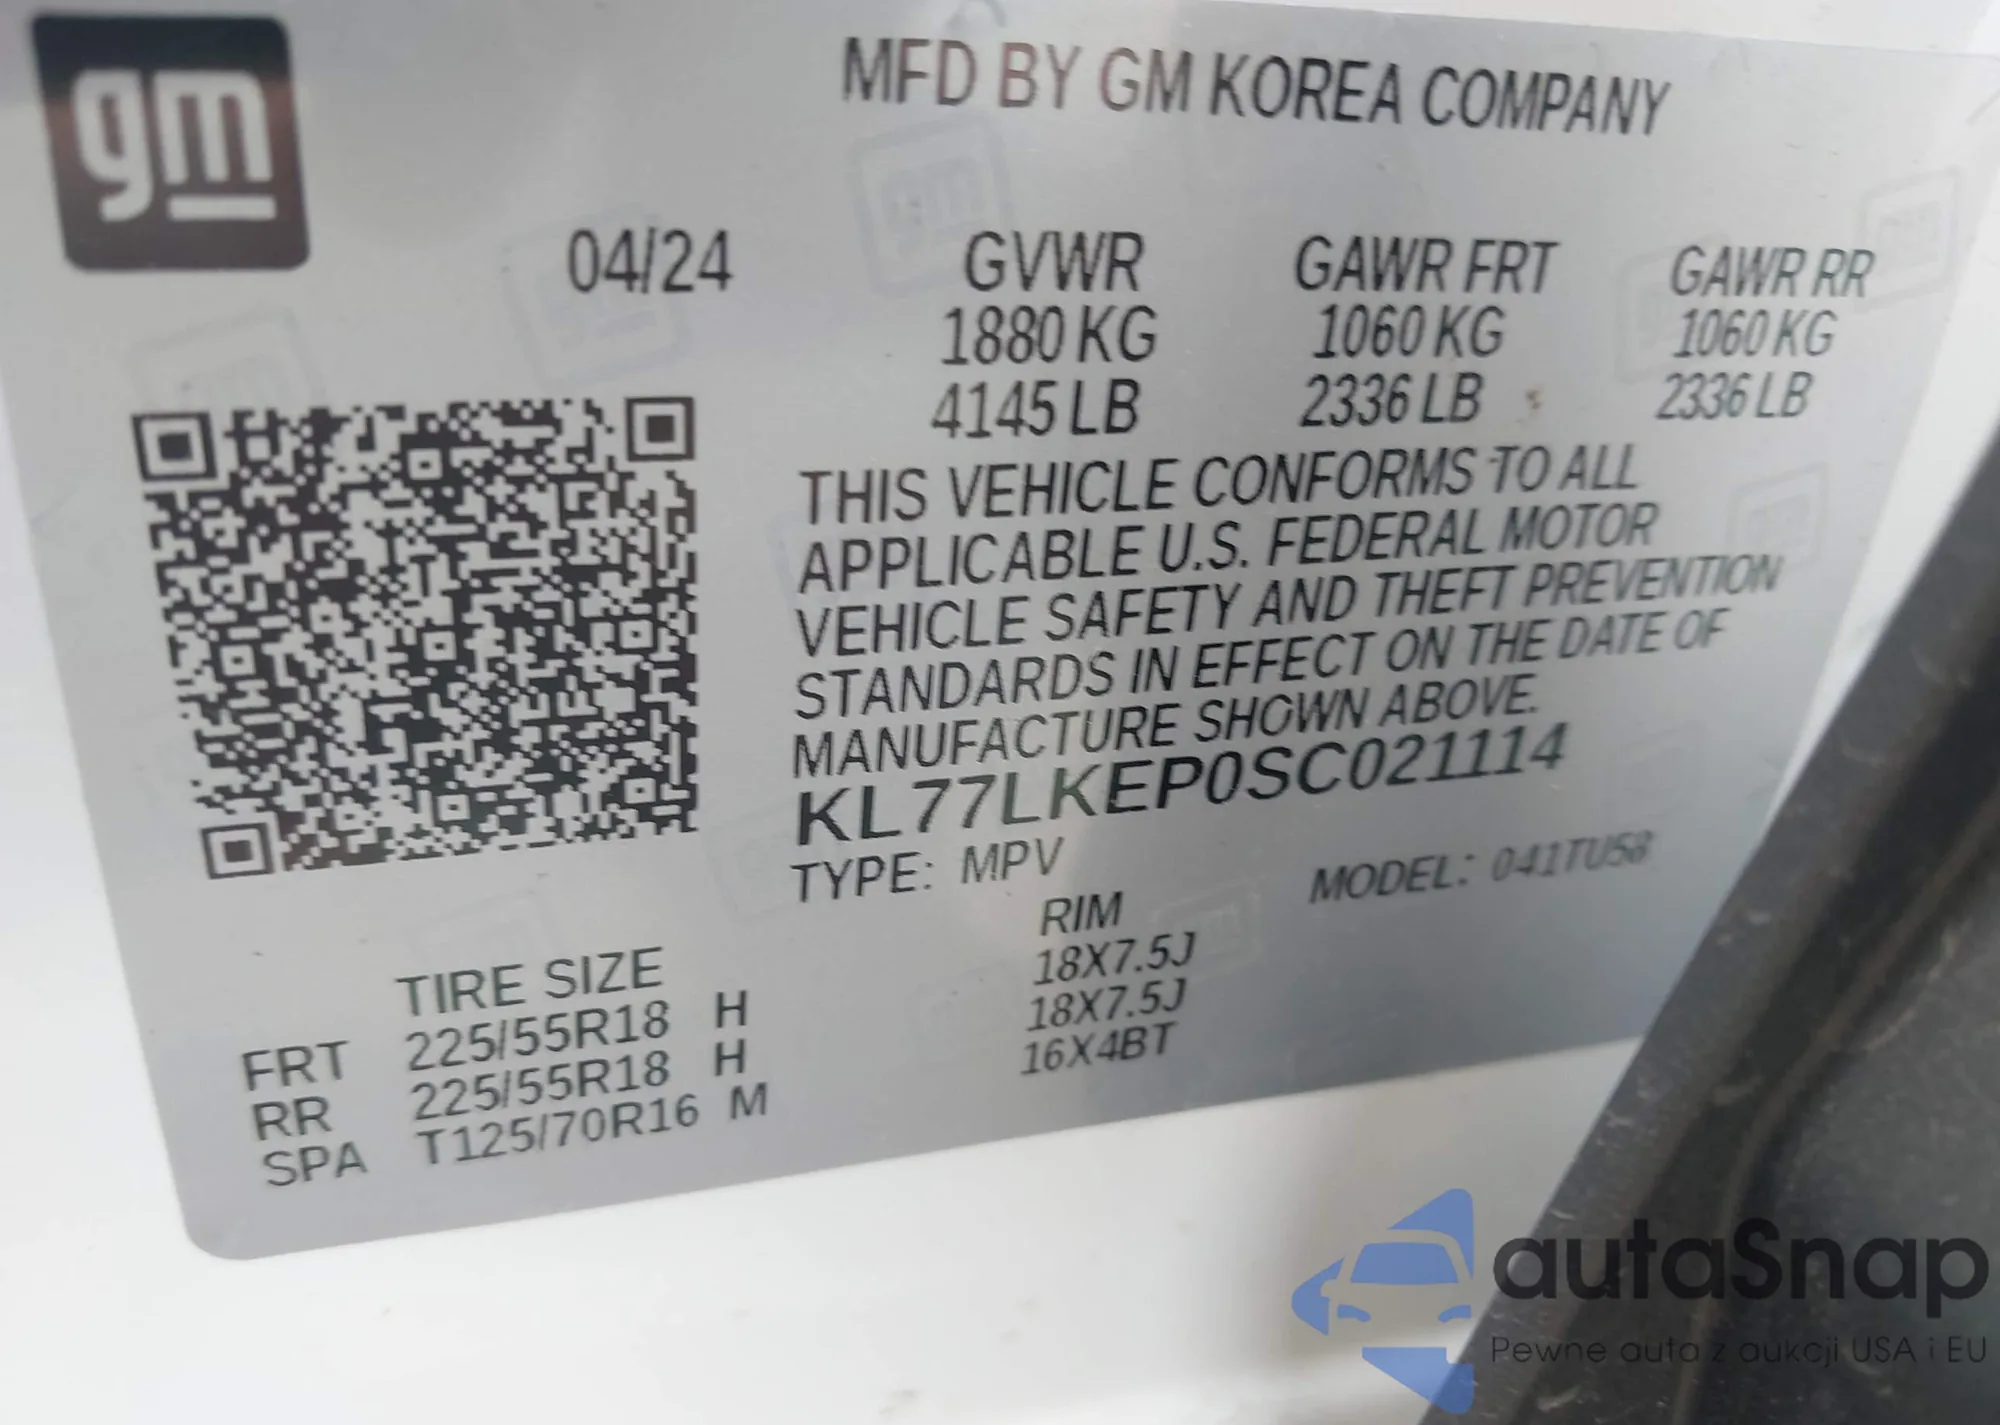 gm
MFD BY GM KOREA COMPANY
04/24 GVWR GAWR FRT GAWR RR
1880 KG 1060 KG 1060 KG
4145 LB 2336 LB 2336 LB
THIS VEHICLE CONFORMS TO ALL
APPLICABLE U.S. FEDERAL MOTOR
VEHICLE SAFETY AND THEFT PREVENTION
STANDARDS IN EFFECT ON THE DATE OF
MANUFACTURE SHOWN ABOVE.
KL77LKEP0SC021114
TYPE: MPV MODEL: 041TU58
TIRE SIZE RIM
FRT 225/55R18 H 18X7.5J
RR 225/55R18 H 18X7.5J
SPA T125/70R16 M 16X4BT
autaSnap
Pewne auta z aukcji USA i EU